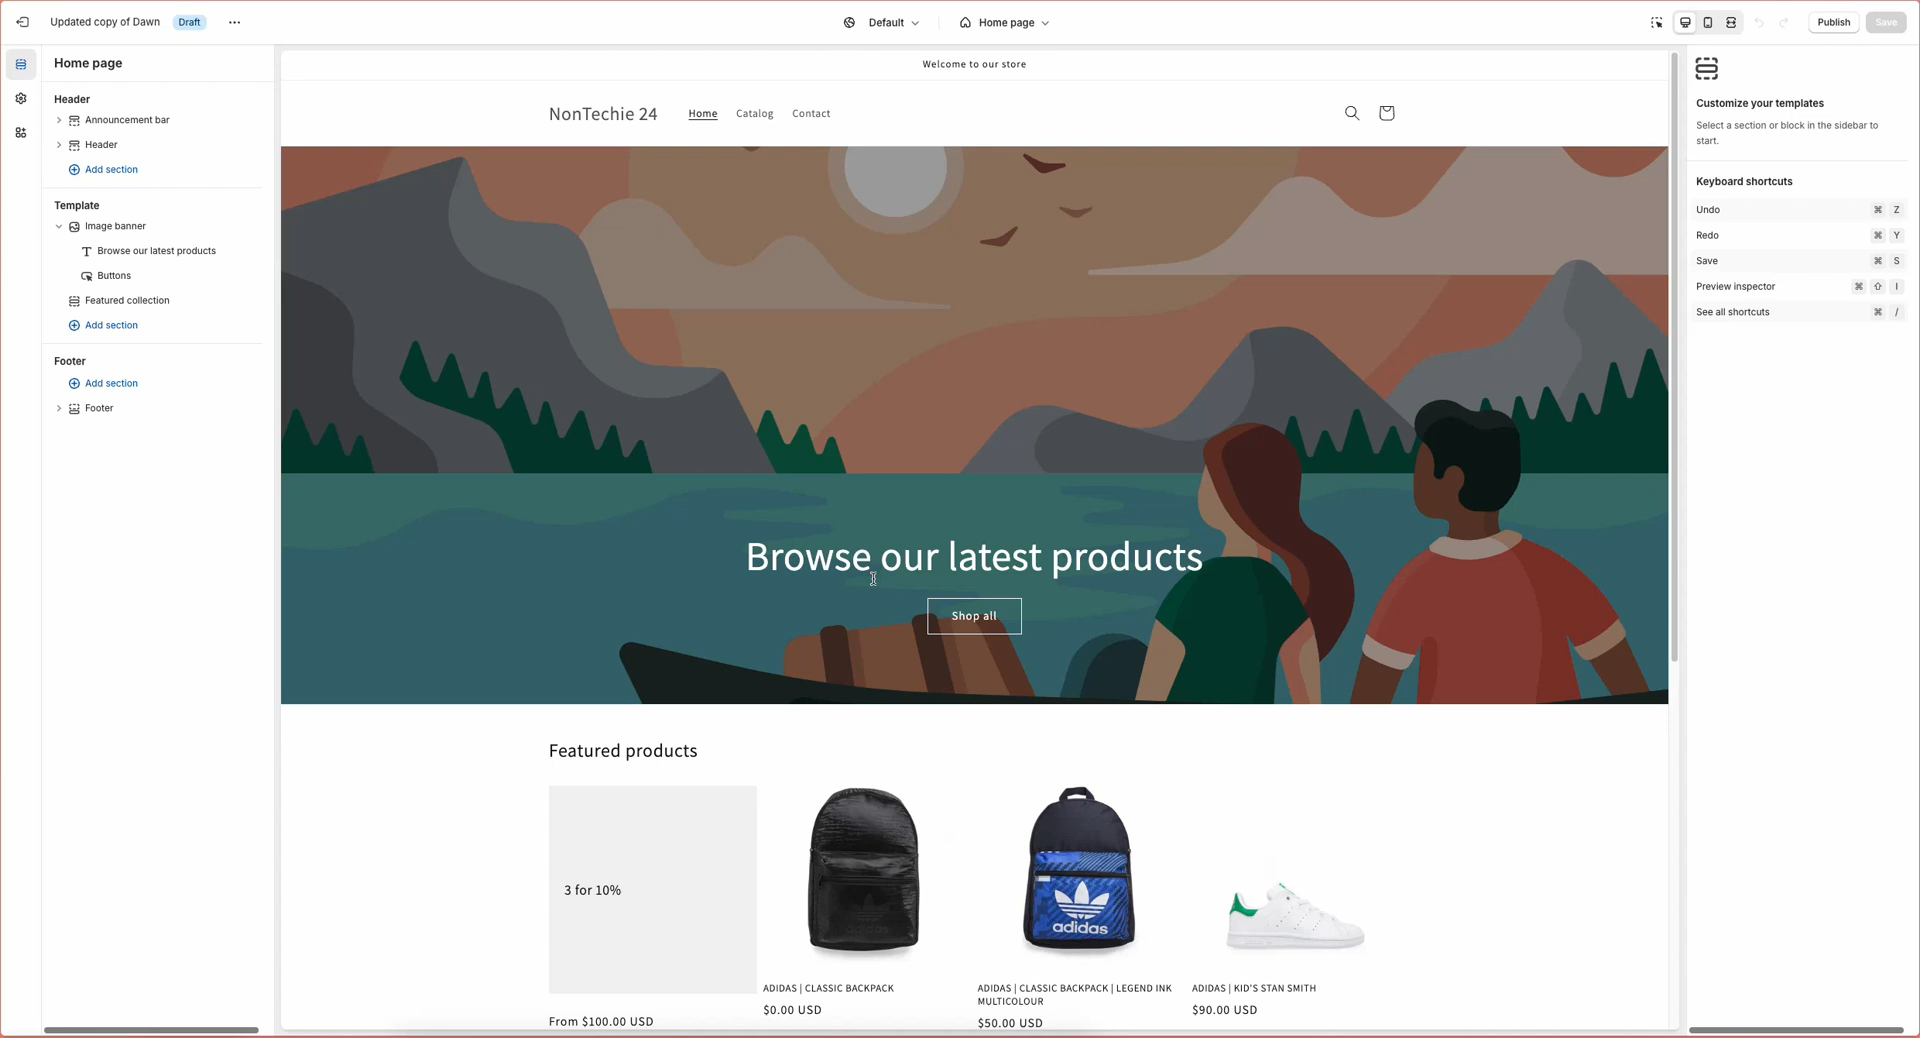 Updated copy of Dawn Draft
Default
Home page
Publish Save
Home page
Header
Announcement bar
Header
Add section
Template
Image banner
Browse our latest products
Buttons
Featured collection
Add section
Footer
Add section
Footer
Welcome to our store
NonTechie 24 Home Catalog Contact
Browse our latest products
Shop all
Featured products
3 for 10%
From $100.00 USD
adidas
ADIDAS | CLASSIC BACKPACK
$0.00 USD
adidas
ADIDAS | CLASSIC BACKPACK | LEGEND INK
MULTICOLOUR
$50.00 USD
ADIDAS | KID'S STAN SMITH
$90.00 USD
Customize your templates
Select a section or block in the sidebar to
start.
Keyboard shortcuts
Undo ⌘ Z
Redo ⌘ Y
Save ⌘ S
Preview inspector ⌘ ⇧ I
See all shortcuts ⌘ /